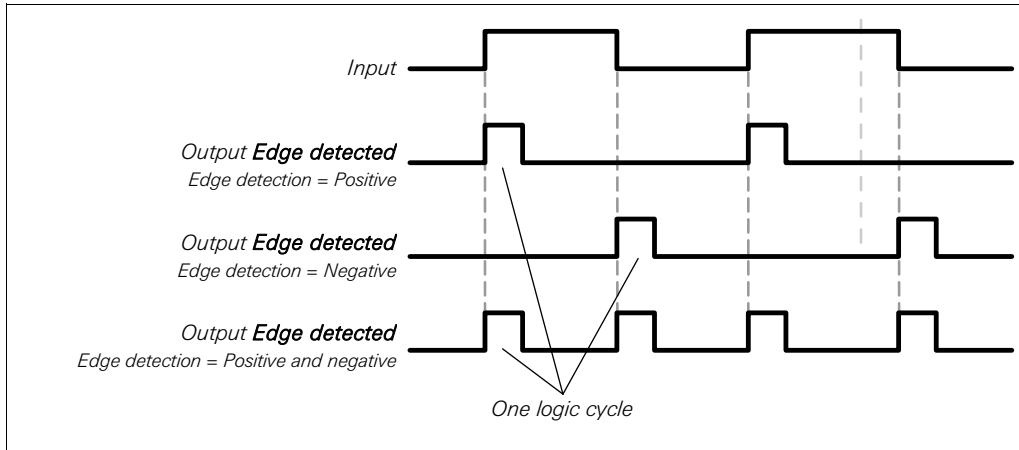 Input
Output Edge detected
Edge detection = Positive
Output Edge detected
Edge detection = Negative
Output Edge detected
Edge detection = Positive and negative
One logic cycle